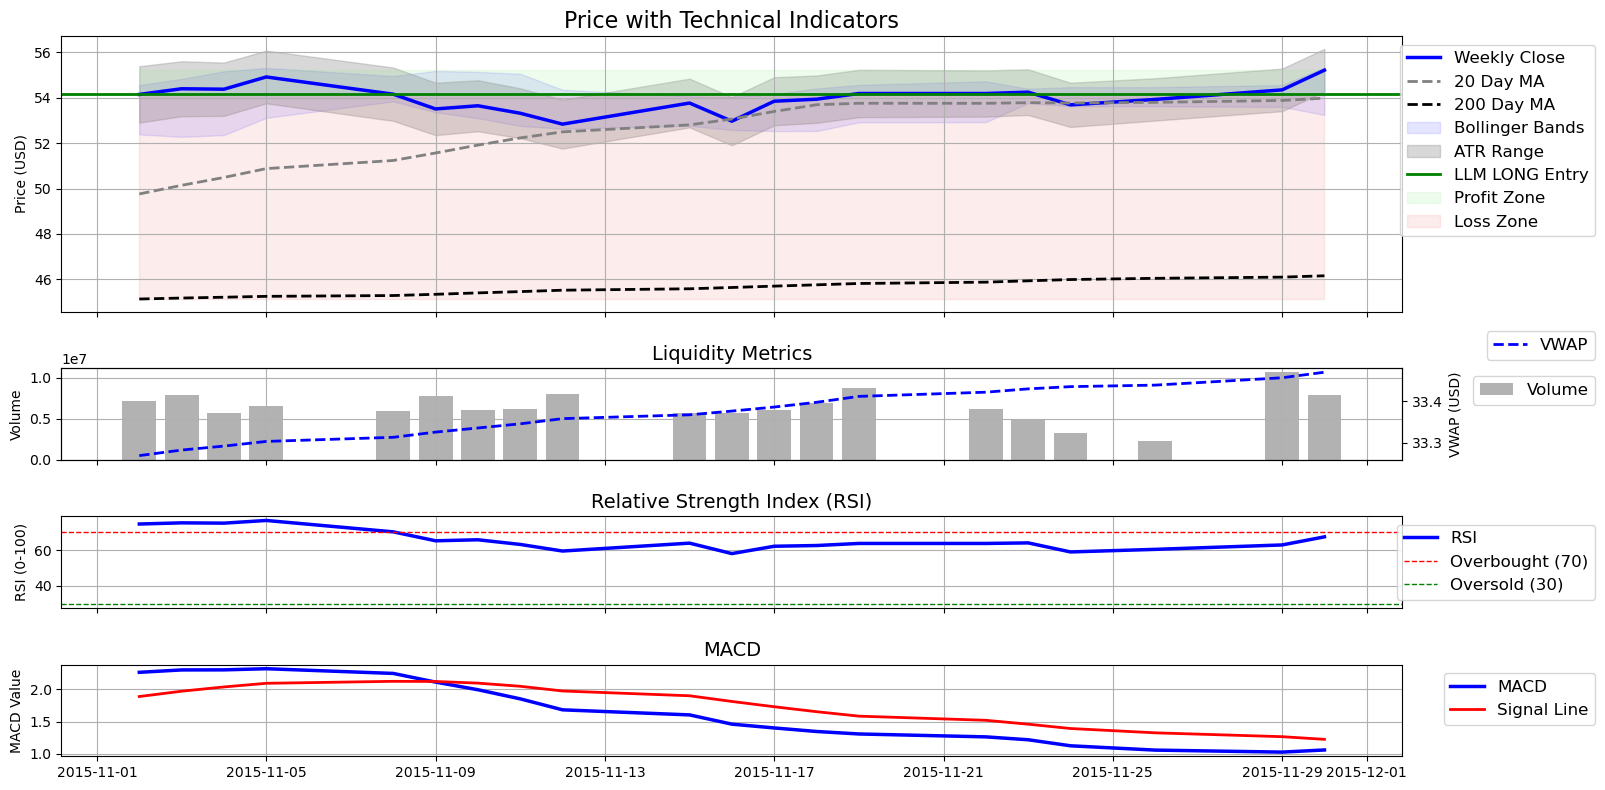 Price with Technical Indicators
Price (USD)
56
54
52
50
48
46
Weekly Close
20 Day MA
200 Day MA
Bollinger Bands
ATR Range
LLM LONG Entry
Profit Zone
Loss Zone
Liquidity Metrics
1e7
Volume
1.0
0.5
0.0
33.4
33.3
VWAP (USD)
VWAP
Volume
Relative Strength Index (RSI)
RSI (0-100)
60
40
RSI
Overbought (70)
Oversold (30)
MACD
MACD Value
2.0
1.5
1.0
MACD
Signal Line
2015-11-01
2015-11-05
2015-11-09
2015-11-13
2015-11-17
2015-11-21
2015-11-25
2015-11-29
2015-12-01